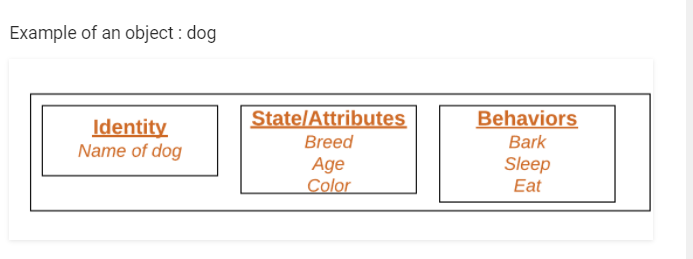 Example of an object : dog
Identity
Name of dog
State/Attributes
Breed
Age
Color
Behaviors
Bark
Sleep
Eat